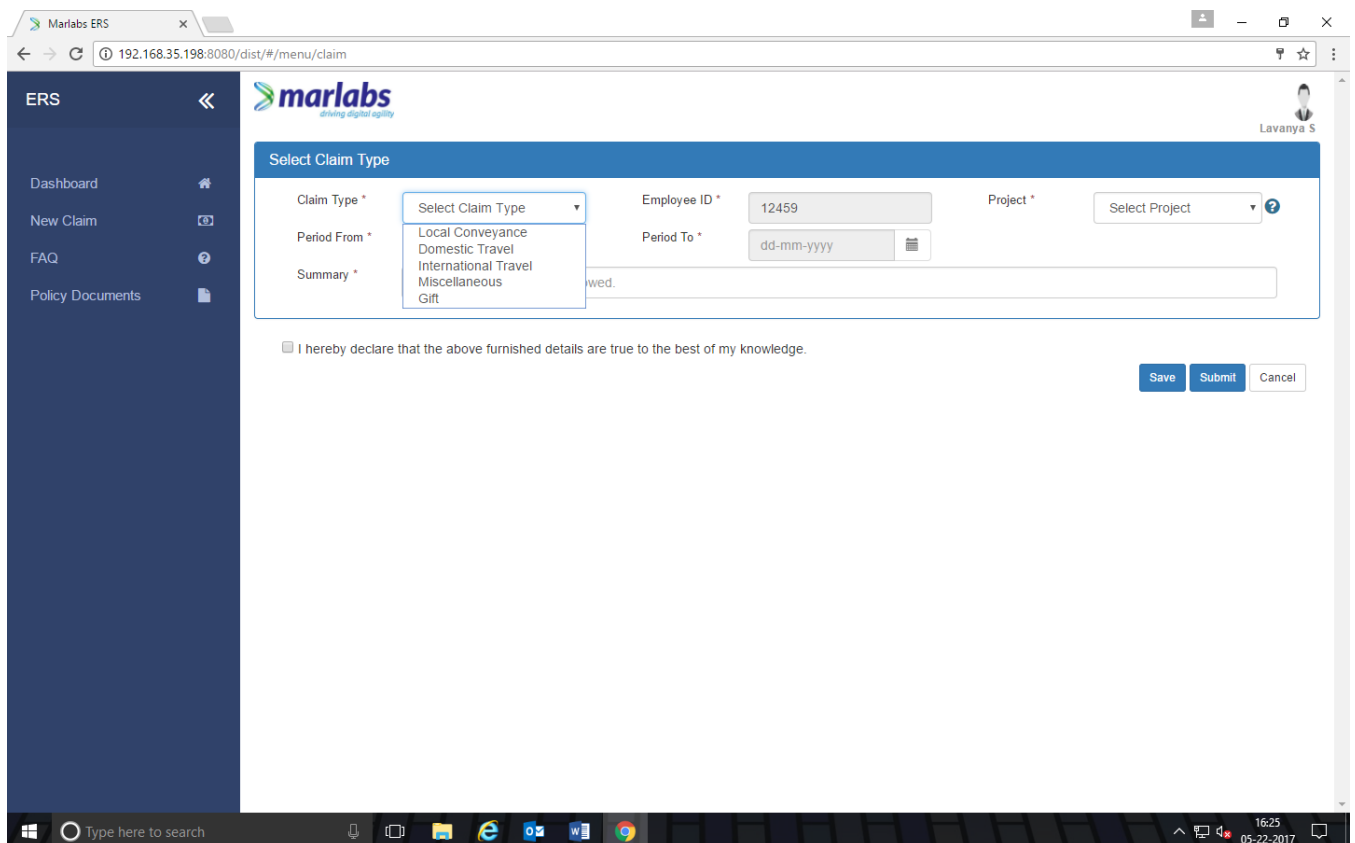 Marlabs ERS
192.168.35.198:8080/dist/#/menu/claim
ERS
marlabs
driving digital agility
Lavanya S
Dashboard
New Claim
FAQ
Policy Documents
Select Claim Type
Claim Type * Select Claim Type Employee ID * 12459 Project * Select Project
Local Conveyance
Domestic Travel
International Travel
Miscellaneous
Gift
Period From * Period To * dd-mm-yyyy
Summary * owed.
I hereby declare that the above furnished details are true to the best of my knowledge.
Save Submit Cancel
Type here to search
16:25
05-22-2017